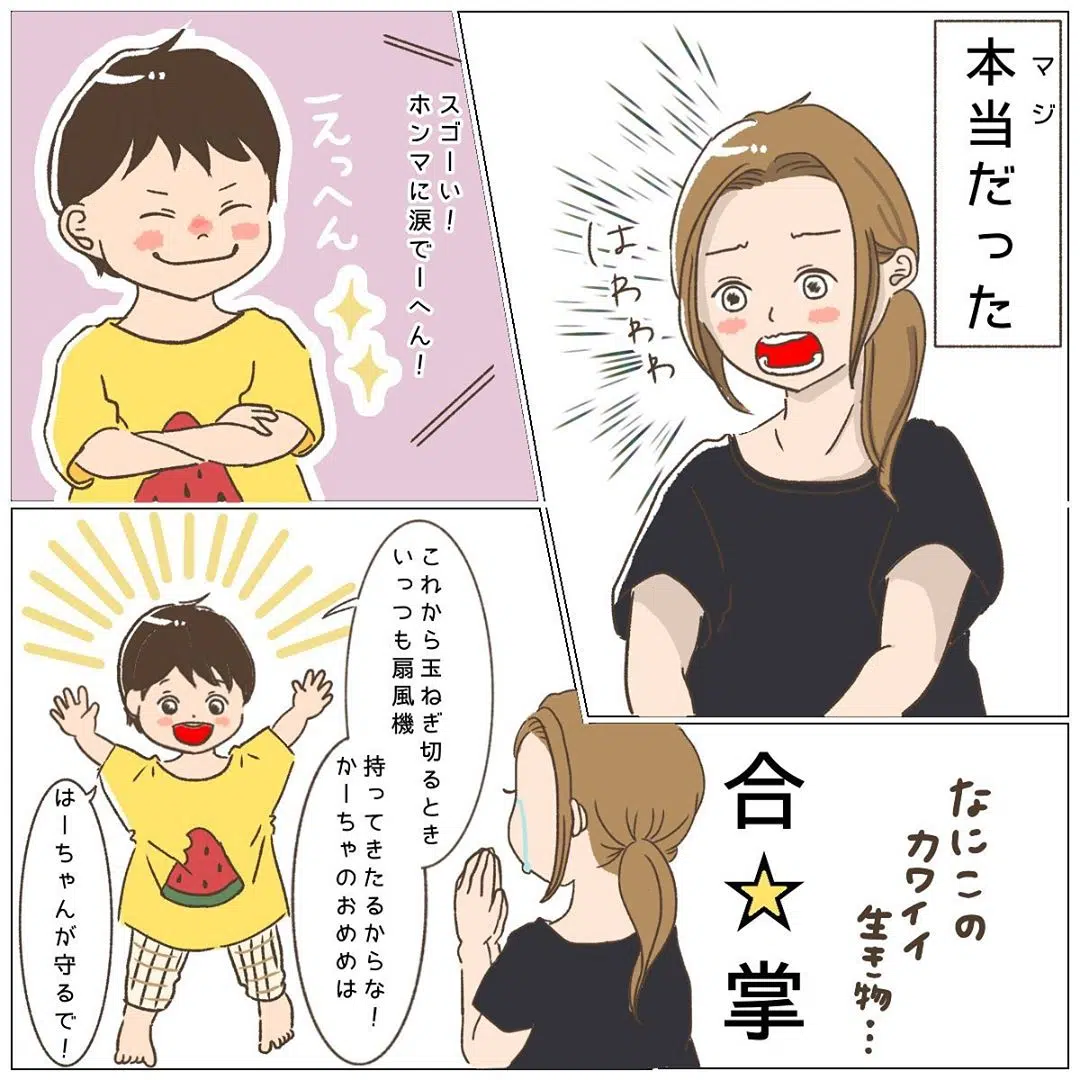 本当だった
マジ
はわわわ
スゴーい！
ホンマに涙でーへん！
えっへん
これから玉ねぎ切るとき
いっつも扇風機
持ってきたるからな！
かーちゃのおめめは
はーちゃんが守るで！
なにこの
カワイイ
生き物…
合☆掌